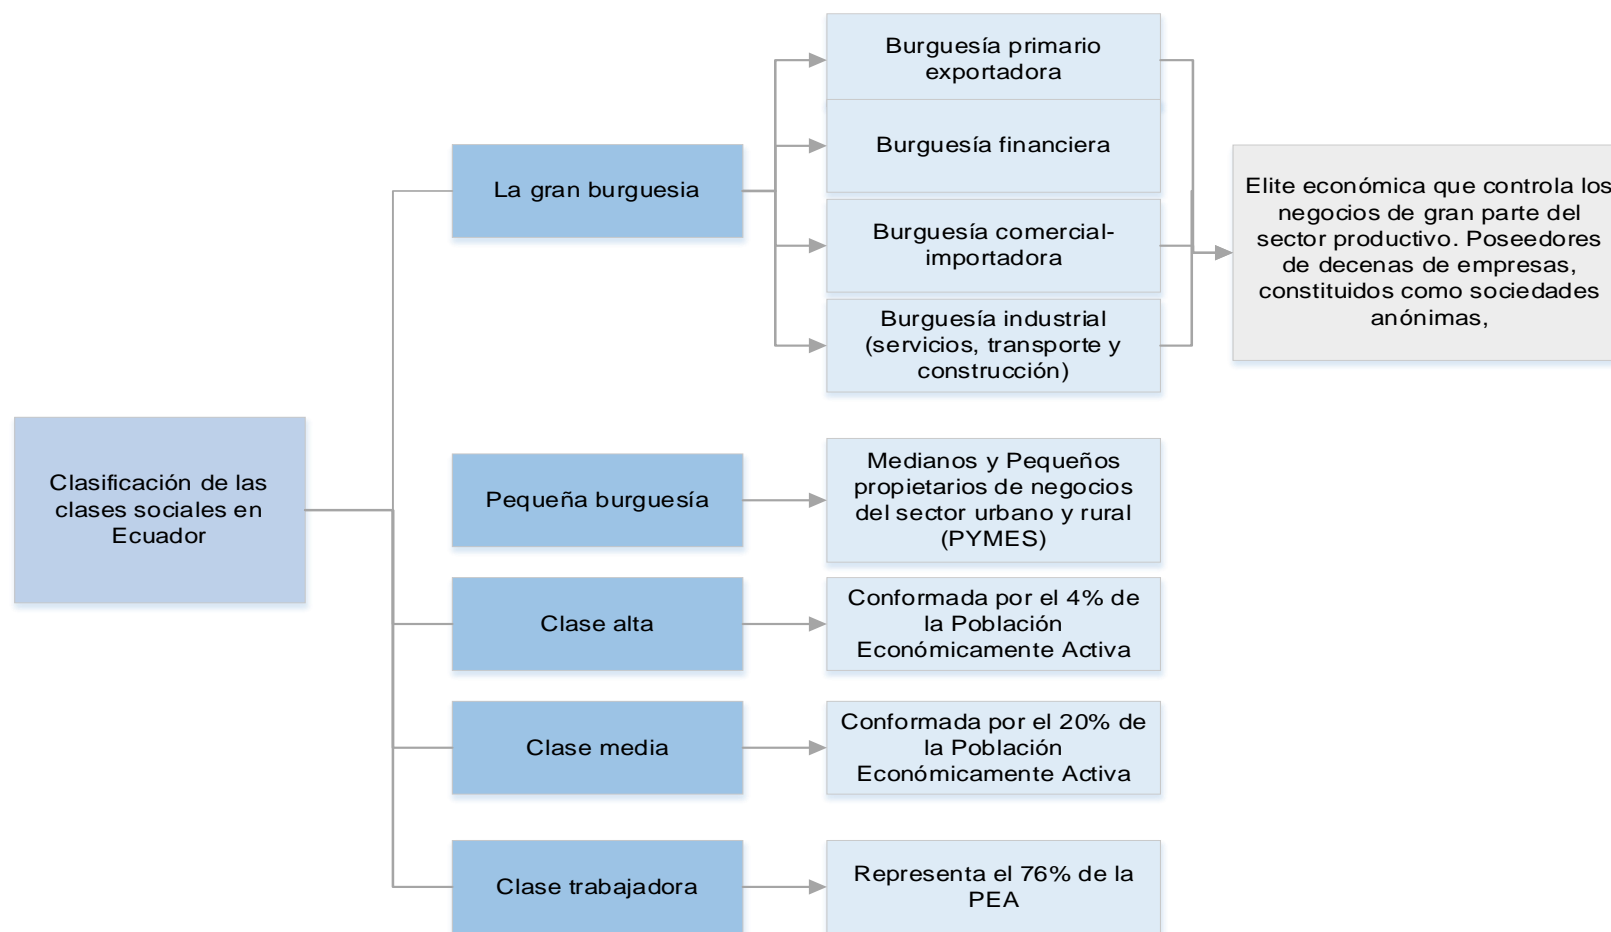 Clasificación de las
clases sociales en
Ecuador
La gran burguesia
Burguesía primario
exportadora
Burguesía financiera
Burguesía comercial-
importadora
Burguesía industrial
(servicios, transporte y
construcción)
Elite económica que controla los
negocios de gran parte del
sector productivo. Poseedores
de decenas de empresas,
constituidos como sociedades
anónimas,
Pequeña burguesía
Medianos y Pequeños
propietarios de negocios
del sector urbano y rural
(PYMES)
Clase alta
Conformada por el 4% de
la Población
Económicamente Activa
Clase media
Conformada por el 20% de
la Población
Económicamente Activa
Clase trabajadora
Representa el 76% de la
PEA